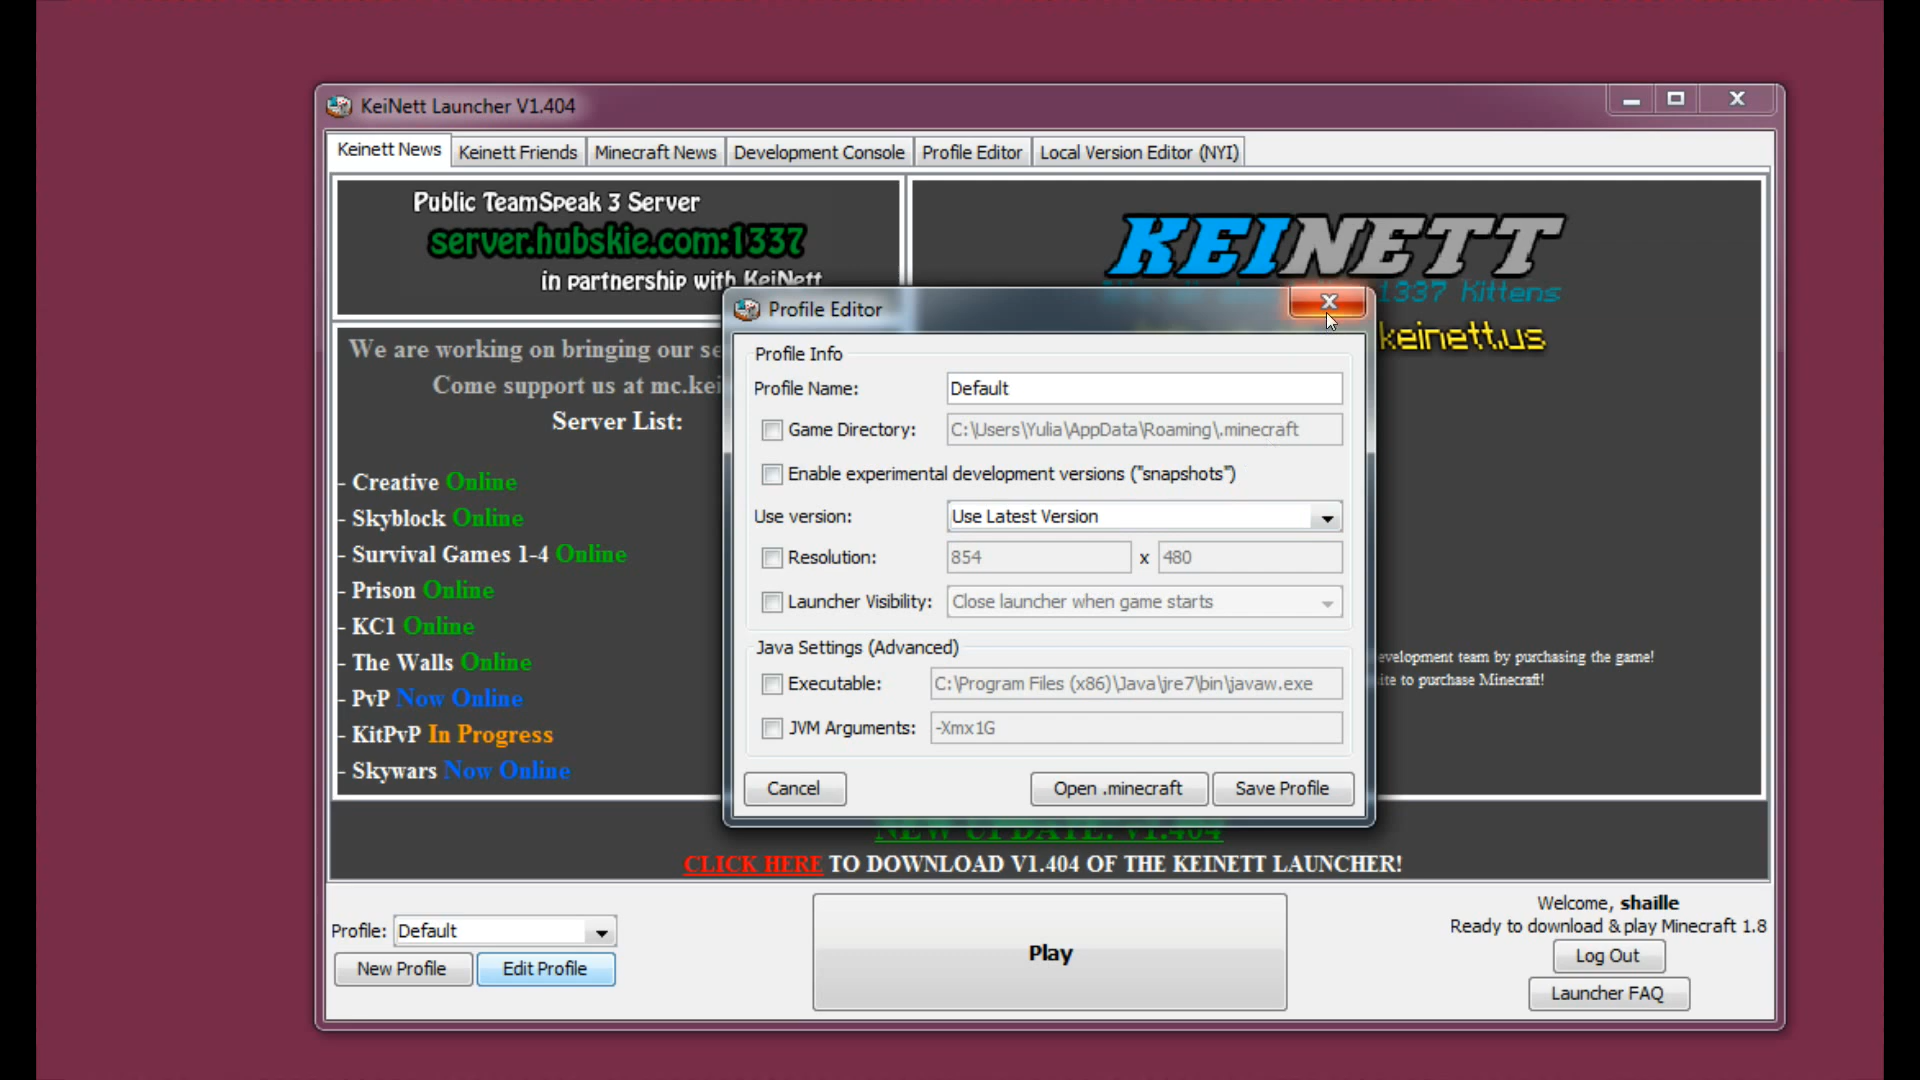 KeiNett Launcher V1.404
Keinett News
Keinett Friends
Minecraft News
Development Console
Profile Editor
Local Version Editor (NYI)
Public TeamSpeak 3 Server
server.hubskie.com:1337
in partnership with KeiNett
KEINETT
1337 Kittens
keinett.us
We are working on bringing our se
Come support us at mc.kei
Server List:
- Creative Online
- Skyblock Online
- Survival Games 1-4 Online
- Prison Online
- KC1 Online
- The Walls Online
- PvP Now Online
- KitPvP In Progress
- Skywars Now Online
Profile Editor
Profile Info
Profile Name: Default
Game Directory: C:\Users\Yulia\AppData\Roaming\.minecraft
Enable experimental development versions ("snapshots")
Use version: Use Latest Version
Resolution: 854 x 480
Launcher Visibility: Close launcher when game starts
Java Settings (Advanced)
Executable: C:\Program Files (x86)\Java\jre7\bin\javaw.exe
JVM Arguments: -Xmx1G
Cancel
Open .minecraft
Save Profile
evelopment team by purchasing the game!
ite to purchase Minecraft!
NEW UPDATE: V1.404
CLICK HERE TO DOWNLOAD V1.404 OF THE KEINETT LAUNCHER!
Profile: Default
New Profile
Edit Profile
Play
Welcome, shaille
Ready to download & play Minecraft 1.8
Log Out
Launcher FAQ